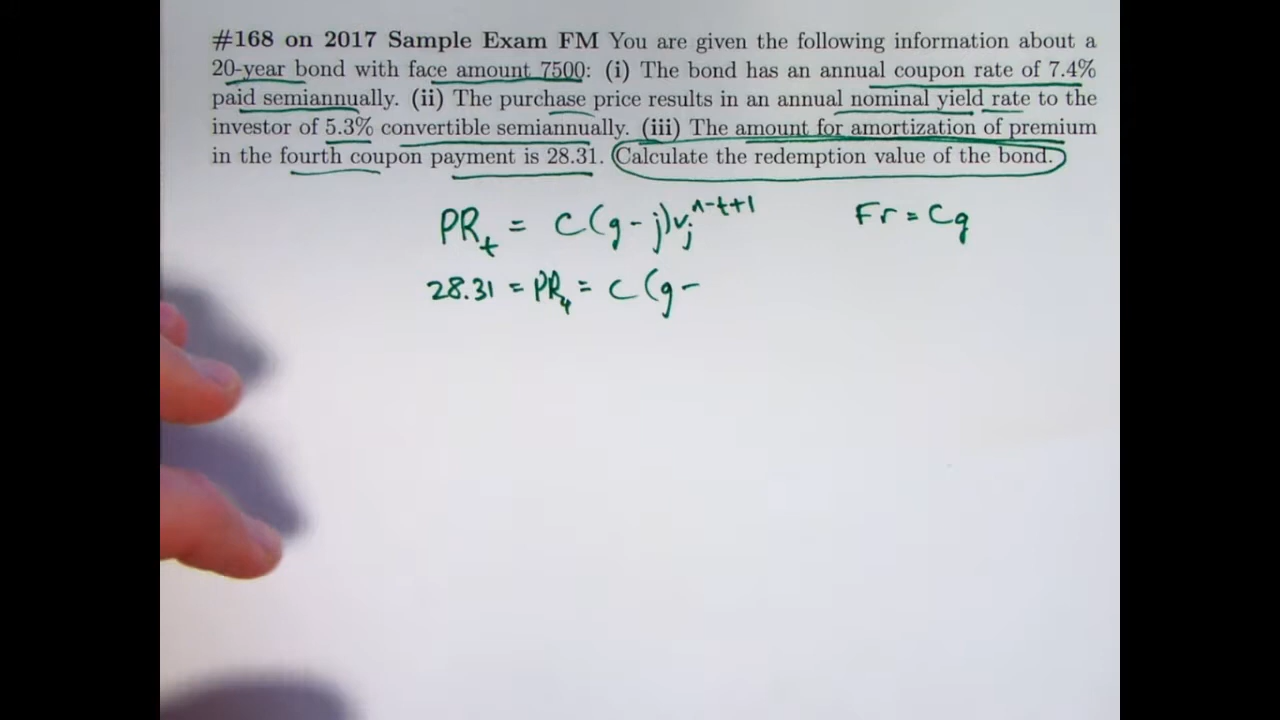 #168 on 2017 Sample Exam FM You are given the following information about a
20-year bond with face amount 7500: (i) The bond has an annual coupon rate of 7.4%
paid semiannually. (ii) The purchase price results in an annual nominal yield rate to the
investor of 5.3% convertible semiannually. (iii) The amount for amortization of premium
in the fourth coupon payment is 28.31. Calculate the redemption value of the bond.
PR_t = C(g - j)v_j^{n-t+1} Fr = Cg
28.31 = PR_4 = C(g -